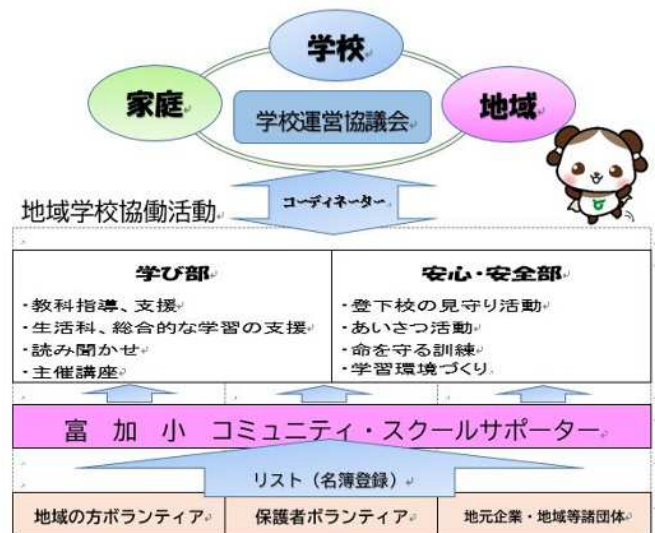 学校
家庭
地域
学校運営協議会
コーディネーター
地域学校協働活動
学び部
・教科指導、支援
・生活科、総合的な学習の支援
・読み聞かせ
・主催講座
安心・安全部
・登下校の見守り活動
・あいさつ活動
・命を守る訓練
・学習環境づくり
富 加 小 コミュニティ・スクールサポーター
リスト（名簿登録）
地域の方ボランティア
保護者ボランティア
地元企業・地域等諸団体